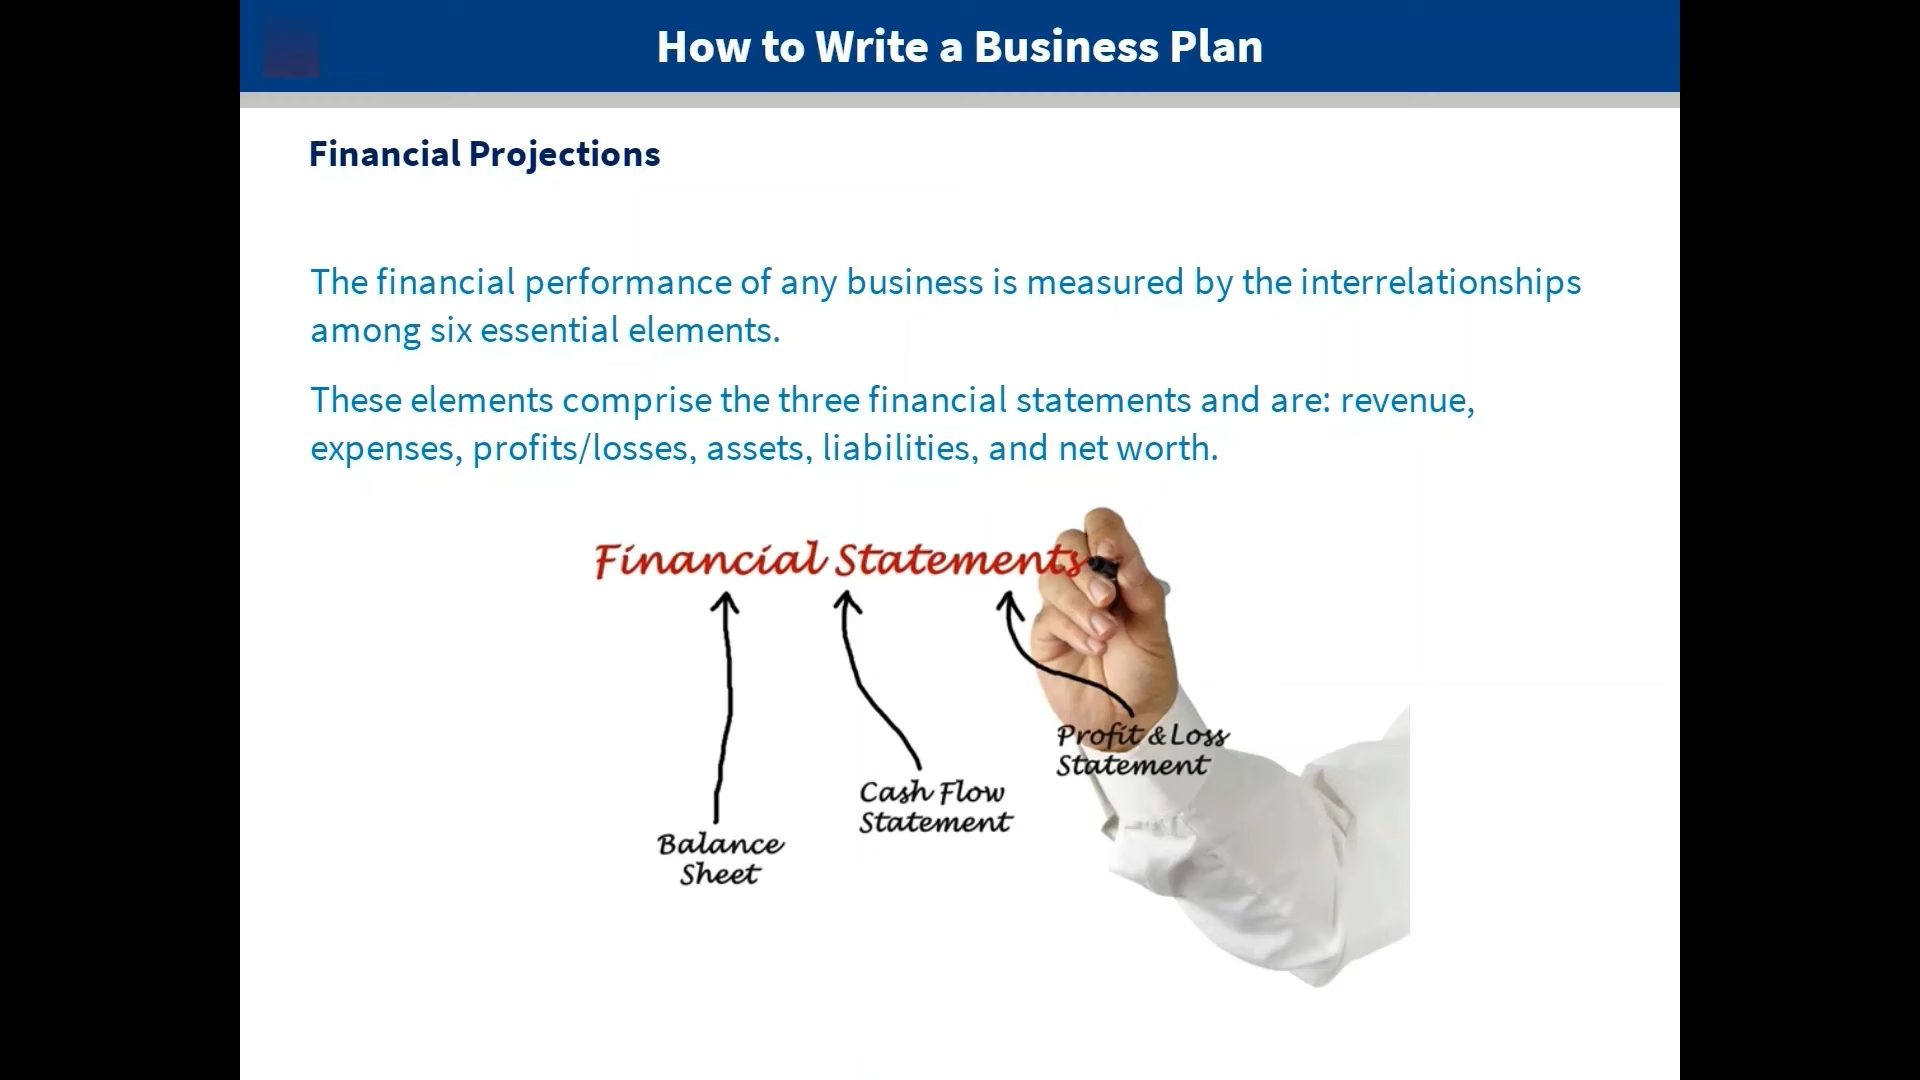 How to Write a Business Plan
Financial Projections
The financial performance of any business is measured by the interrelationships
among six essential elements.
These elements comprise the three financial statements and are: revenue,
expenses, profits/losses, assets, liabilities, and net worth.
Financial Statements
Profit & Loss
Statement
Cash Flow
Statement
Balance
Sheet